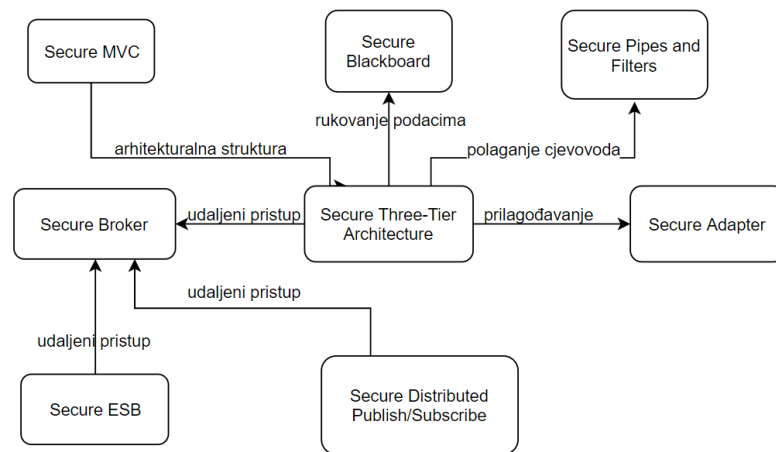 Secure MVC
Secure
Blackboard
Secure Pipes and
Filters
rukovanje podacima
arhitekturalna struktura
polaganje cjevovoda
Secure Broker
udaljeni pristup
Secure Three-Tier
Architecture
prilagođavanje
Secure Adapter
udaljeni pristup
udaljeni pristup
Secure ESB
Secure Distributed
Publish/Subscribe